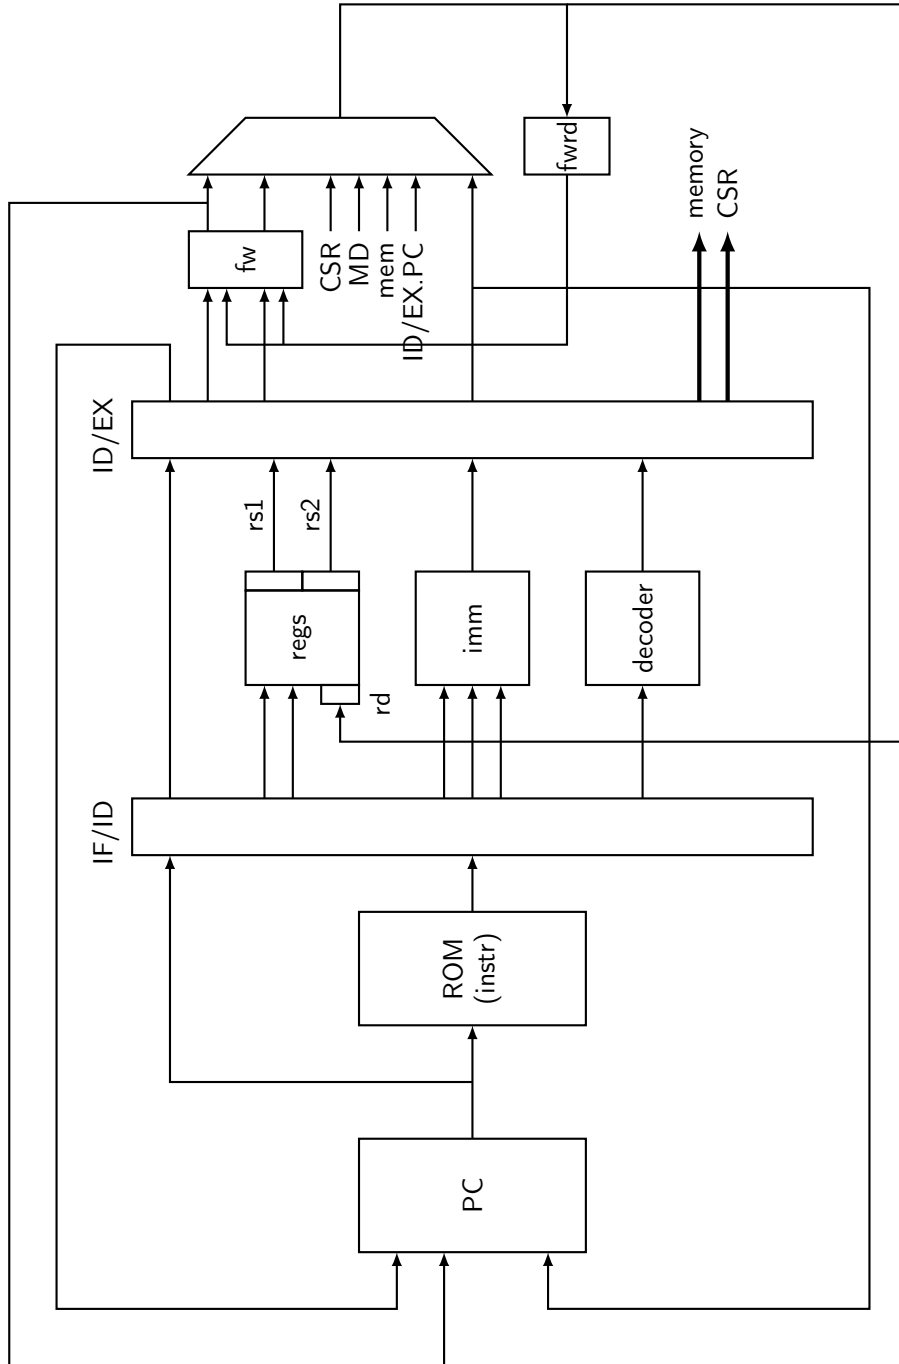 PC
ROM
(instr)
IF/ID
regs
rd
rs1
rs2
imm
decoder
ID/EX
fw
CSR
MD
mem
ID/EX.PC
fwrd
memory
CSR